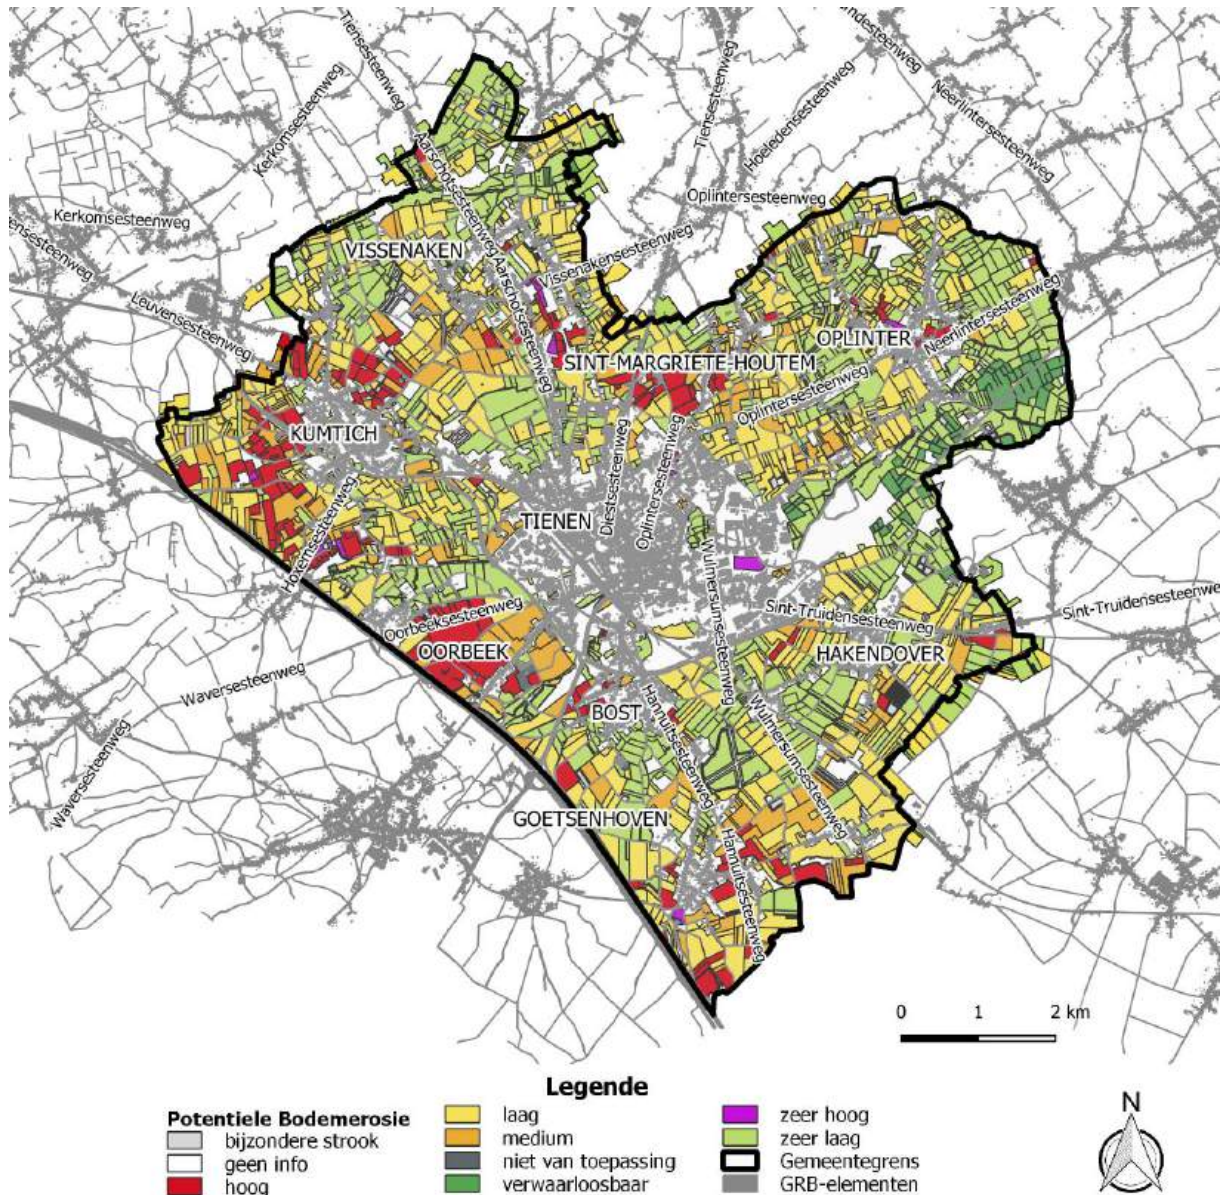 Tiensesteenweg
Tiensesteenweg
Neerlintersesteenweg
Kerkomsesteenweg
Hoeledensesteenweg
Aarschotsesteenweg
Oplintersesteenweg
Kerkomsesteenweg
VISSENAKEN
Vissenakensesteenweg
Aarschotsesteenweg
Leuvensesteenweg
Neerlintersesteenweg
OPLINTER
SINT-MARGRIETE-HOUTEM
Oplintersesteenweg
KUMTICH
Diestsesteenweg
Oplintersesteenweg
TIENEN
Wulmersumsesteenweg
Oorbeeksesteenweg
Sint-Truidensesteenweg
OORBEEK
HAKENDOVER
Waversesteenweg
BOST
Hannuitsesteenweg
Wulmersumsesteenweg
Waversesteenweg
GOETSENHOVEN
Hannuitsesteenweg
0 1 2 km
Legende
Potentiele Bodemerosie
bijzondere strook
geen info
hoog
laag
medium
niet van toepassing
verwaarloosbaar
zeer hoog
zeer laag
Gemeentegrens
GRB-elementen
N